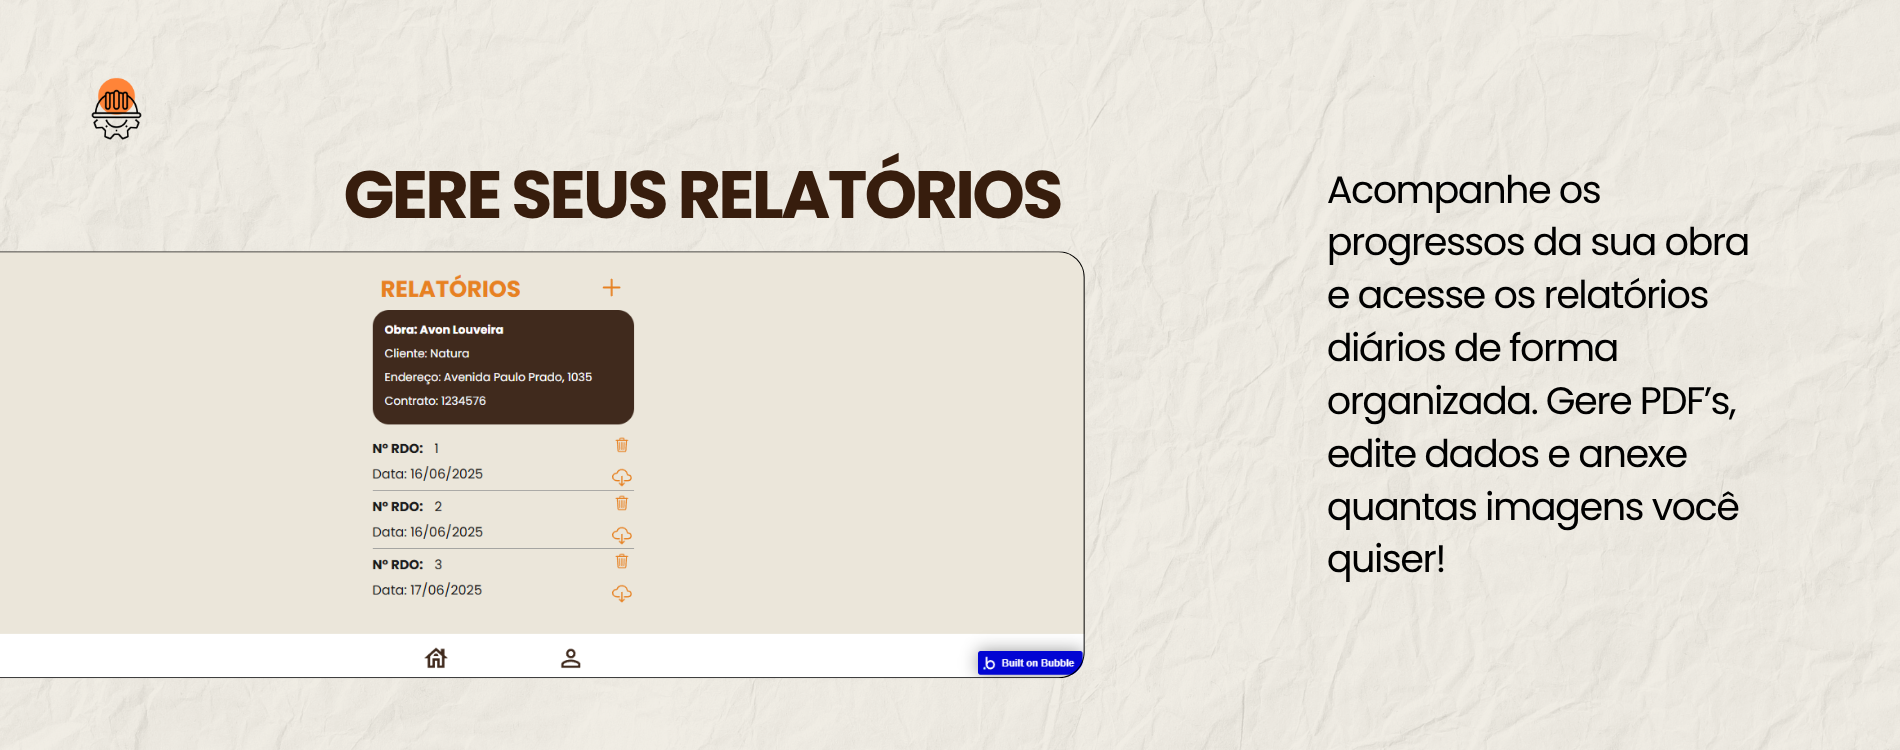 GERE SEUS RELATÓRIOS
RELATÓRIOS
Obra: Avon Louveira
Cliente: Natura
Endereço: Avenida Paulo Prado, 1035
Contrato: 1234576
Nº RDO: 1
Data: 16/06/2025
Nº RDO: 2
Data: 16/06/2025
Nº RDO: 3
Data: 17/06/2025
.b Built on Bubble
Acompanhe os
progressos da sua obra
e acesse os relatórios
diários de forma
organizada. Gere PDF’s,
edite dados e anexe
quantas imagens você
quiser!